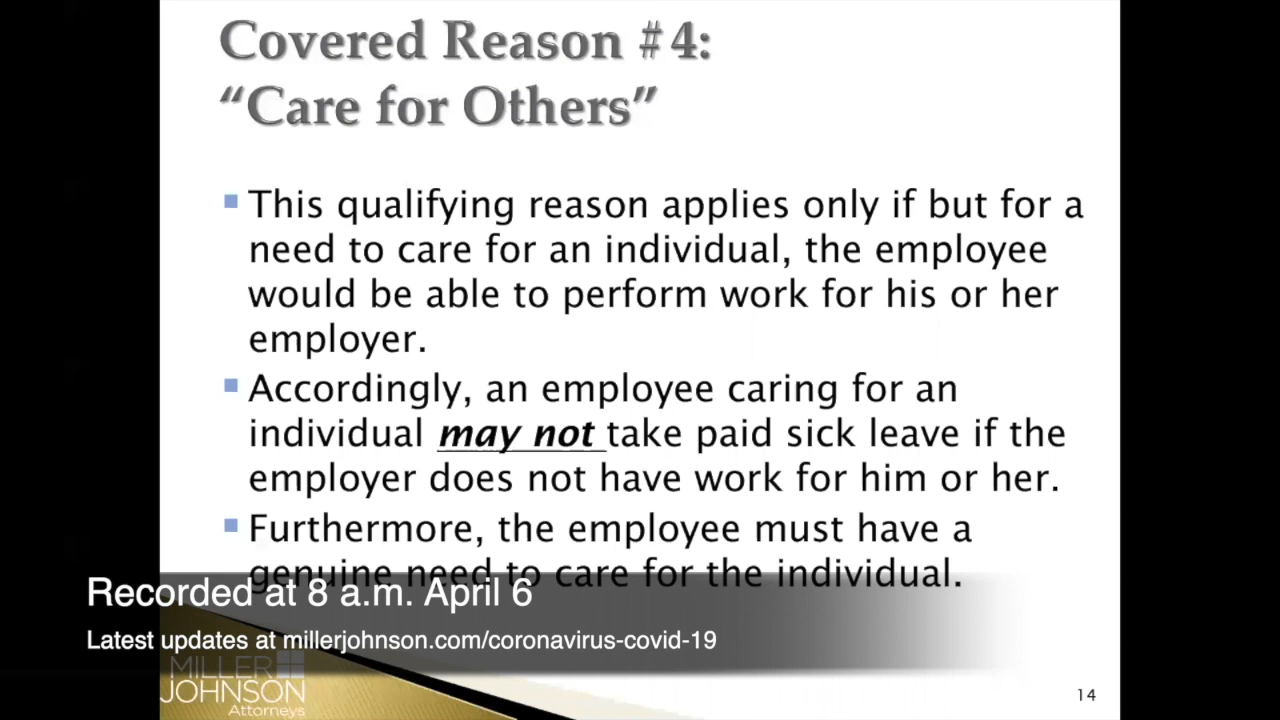 Covered Reason #4:
“Care for Others”
This qualifying reason applies only if but for a
need to care for an individual, the employee
would be able to perform work for his or her
employer.
Accordingly, an employee caring for an
individual may not take paid sick leave if the
employer does not have work for him or her.
Furthermore, the employee must have a
genuine need to care for the individual.
Recorded at 8 a.m. April 6
Latest updates at millerjohnson.com/coronavirus-covid-19
MILLER
JOHNSON
Attorneys
14